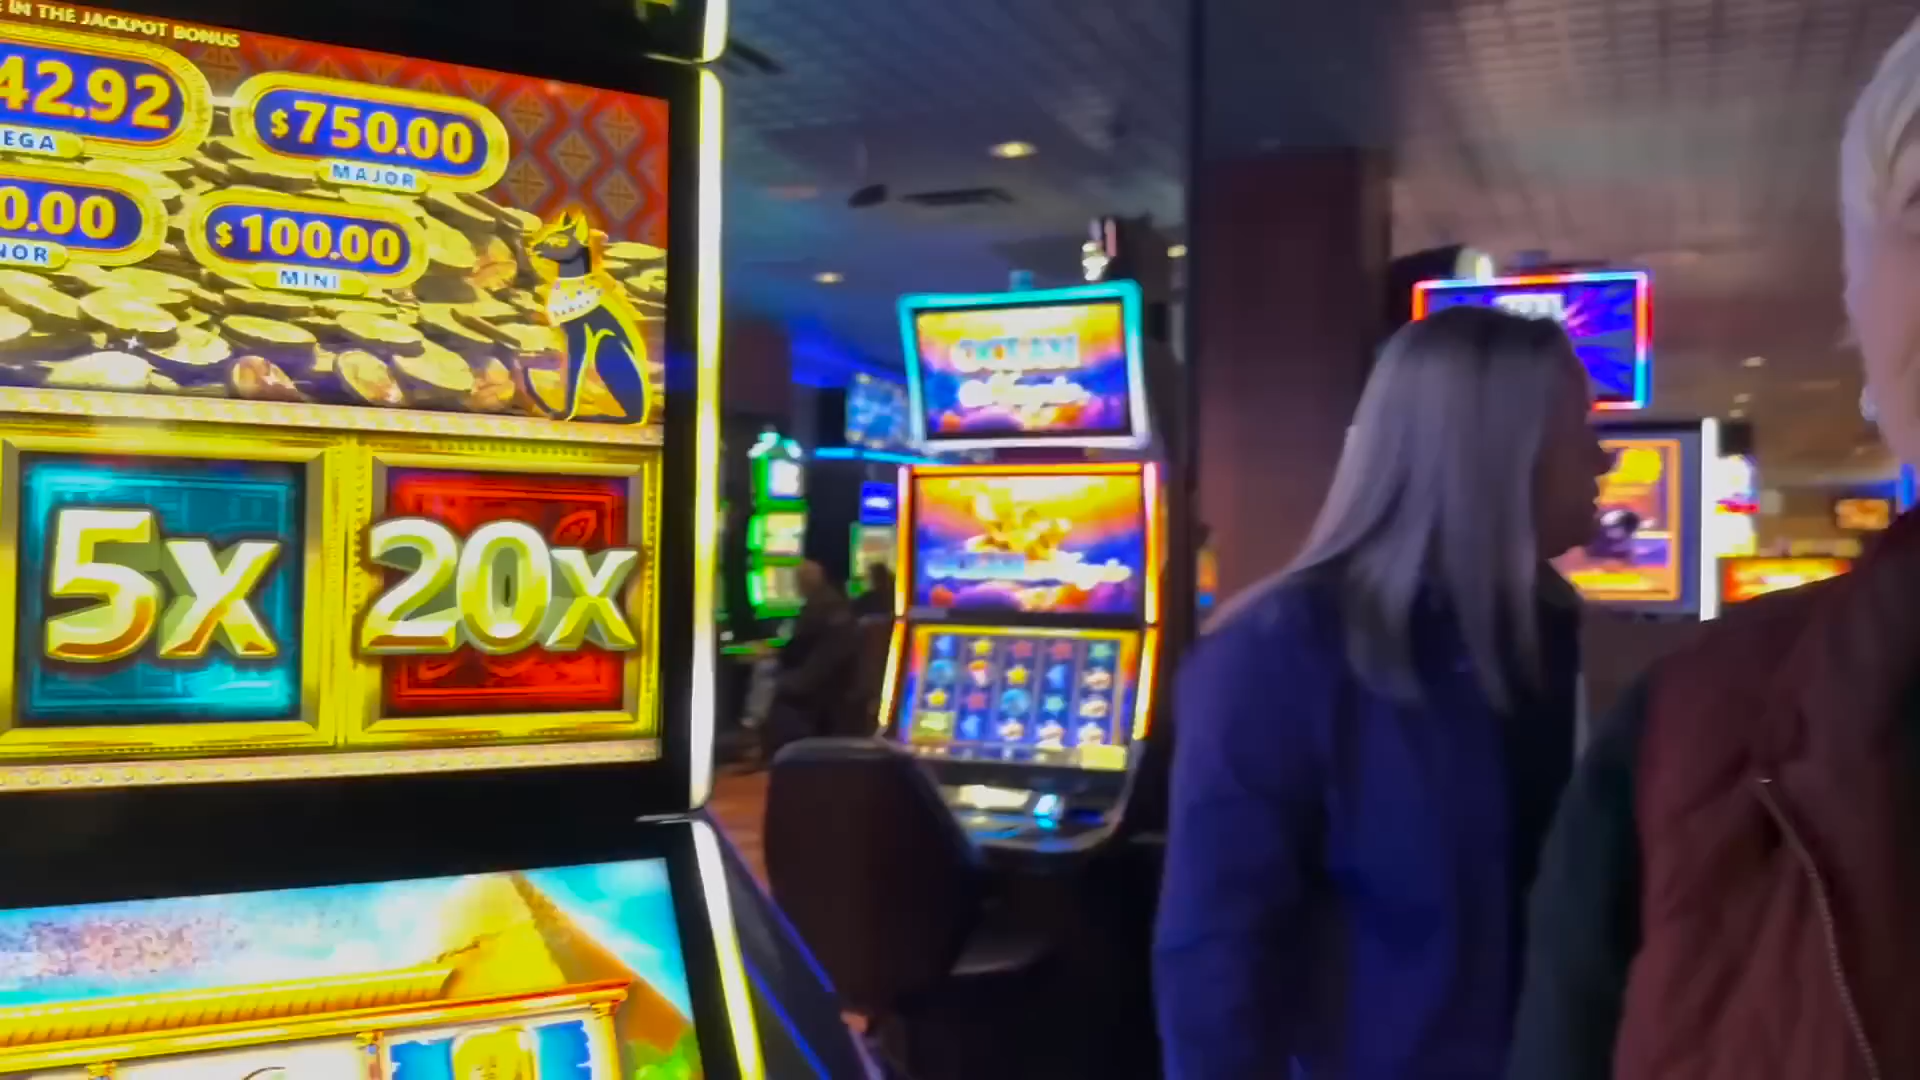 IN THE JACKPOT BONUS
42.92
EGA
$750.00
MAJOR
0.00
NOR
$100.00
MINI
5x
20x